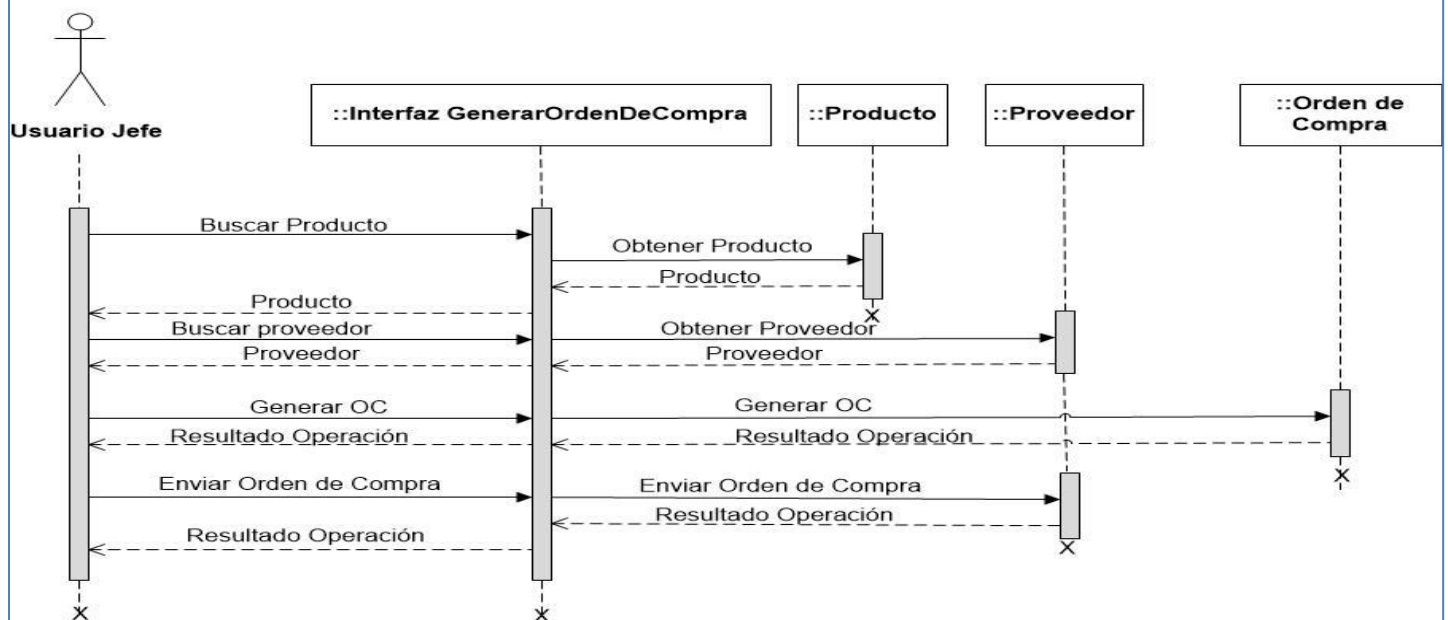 Usuario Jefe
::Interfaz GenerarOrdenDeCompra
::Producto
::Proveedor
::Orden de
Compra
Buscar Producto
Obtener Producto
Producto
Producto
Buscar proveedor
Obtener Proveedor
Proveedor
Proveedor
Generar OC
Generar OC
Resultado Operación
Resultado Operación
Enviar Orden de Compra
Enviar Orden de Compra
Resultado Operación
Resultado Operación